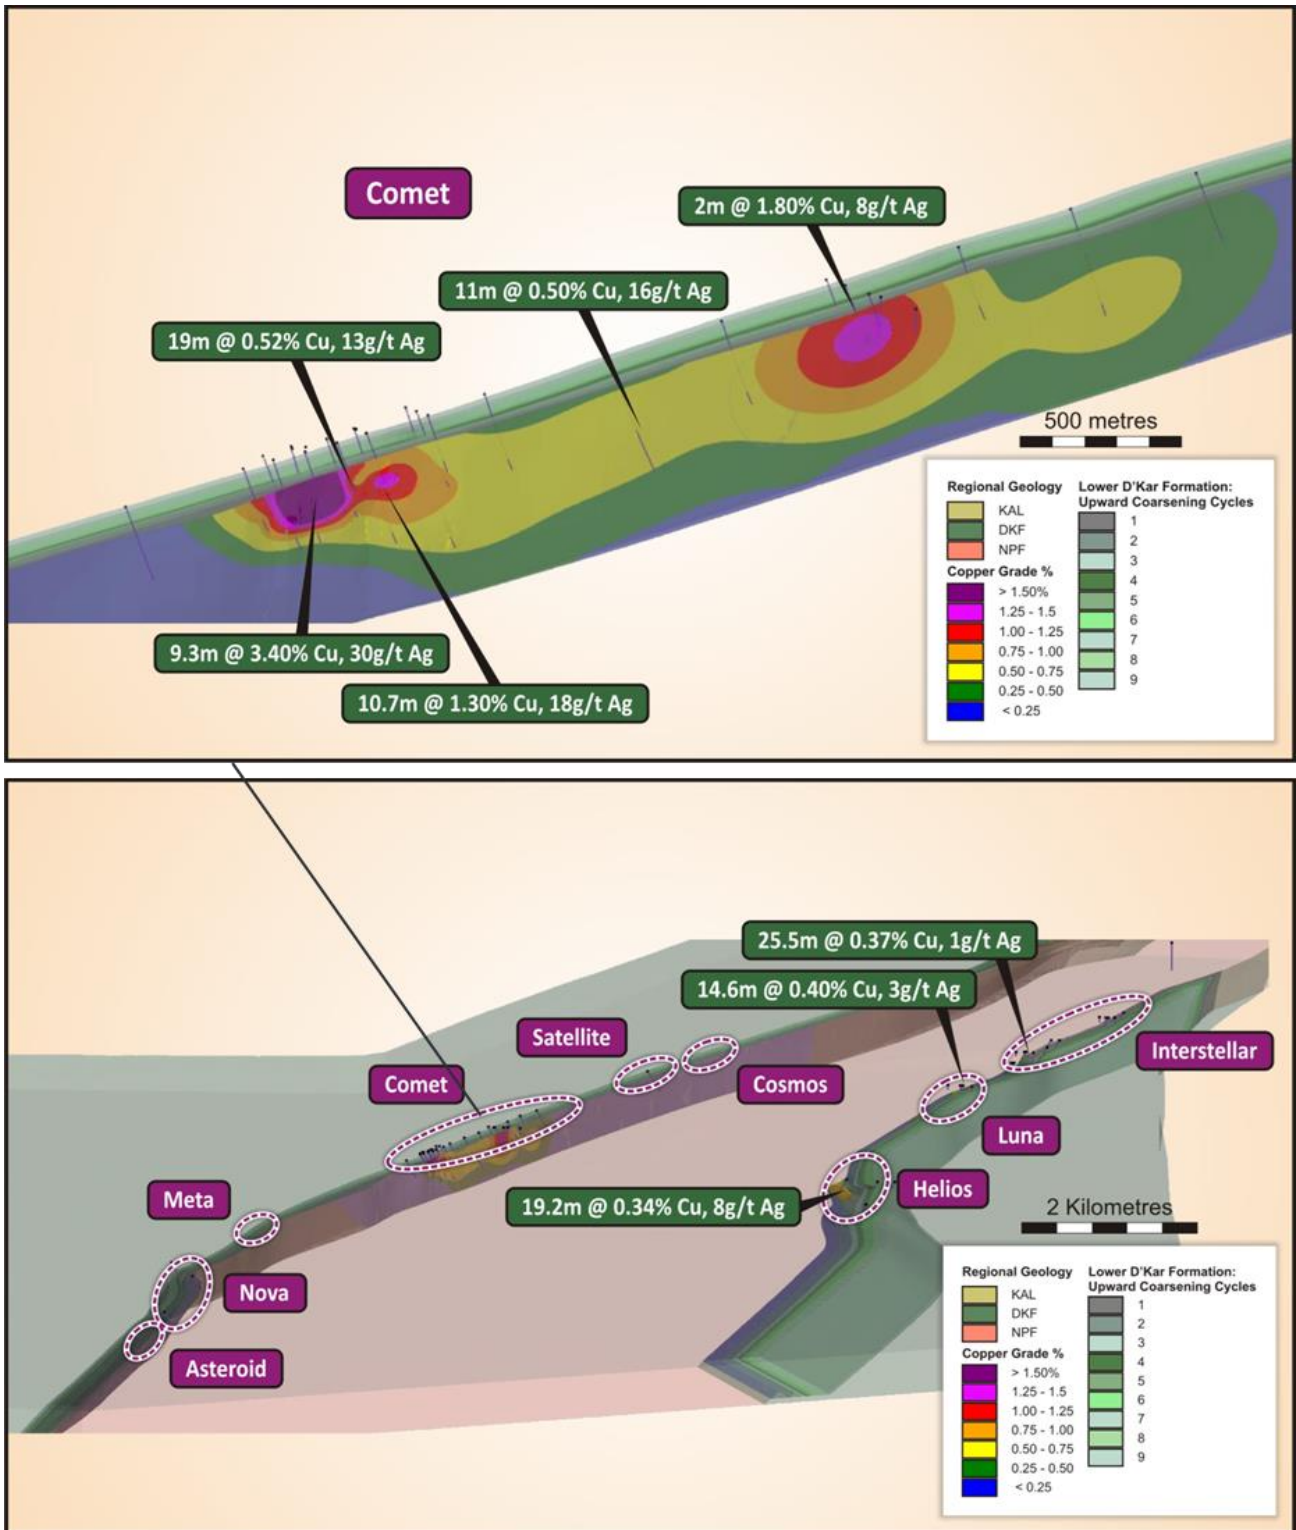 Comet
2m @ 1.80% Cu, 8g/t Ag
11m @ 0.50% Cu, 16g/t Ag
19m @ 0.52% Cu, 13g/t Ag
9.3m @ 3.40% Cu, 30g/t Ag
10.7m @ 1.30% Cu, 18g/t Ag
500 metres
Regional Geology
KAL
DKF
NPF
Copper Grade %
> 1.50%
1.25 - 1.5
1.00 - 1.25
0.75 - 1.00
0.50 - 0.75
0.25 - 0.50
< 0.25
Lower D'Kar Formation:
Upward Coarsening Cycles
1
2
3
4
5
6
7
8
9
25.5m @ 0.37% Cu, 1g/t Ag
14.6m @ 0.40% Cu, 3g/t Ag
Satellite
Comet
Cosmos
Interstellar
Luna
Helios
19.2m @ 0.34% Cu, 8g/t Ag
Meta
Nova
Asteroid
2 Kilometres
Regional Geology
KAL
DKF
NPF
Copper Grade %
> 1.50%
1.25 - 1.5
1.00 - 1.25
0.75 - 1.00
0.50 - 0.75
0.25 - 0.50
< 0.25
Lower D'Kar Formation:
Upward Coarsening Cycles
1
2
3
4
5
6
7
8
9